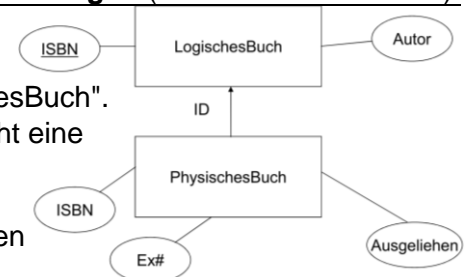 ISBN
LogischesBuch
Autor
esBuch".
ID
ht eine
PhysischesBuch
ISBN
en
Ex#
Ausgeliehen